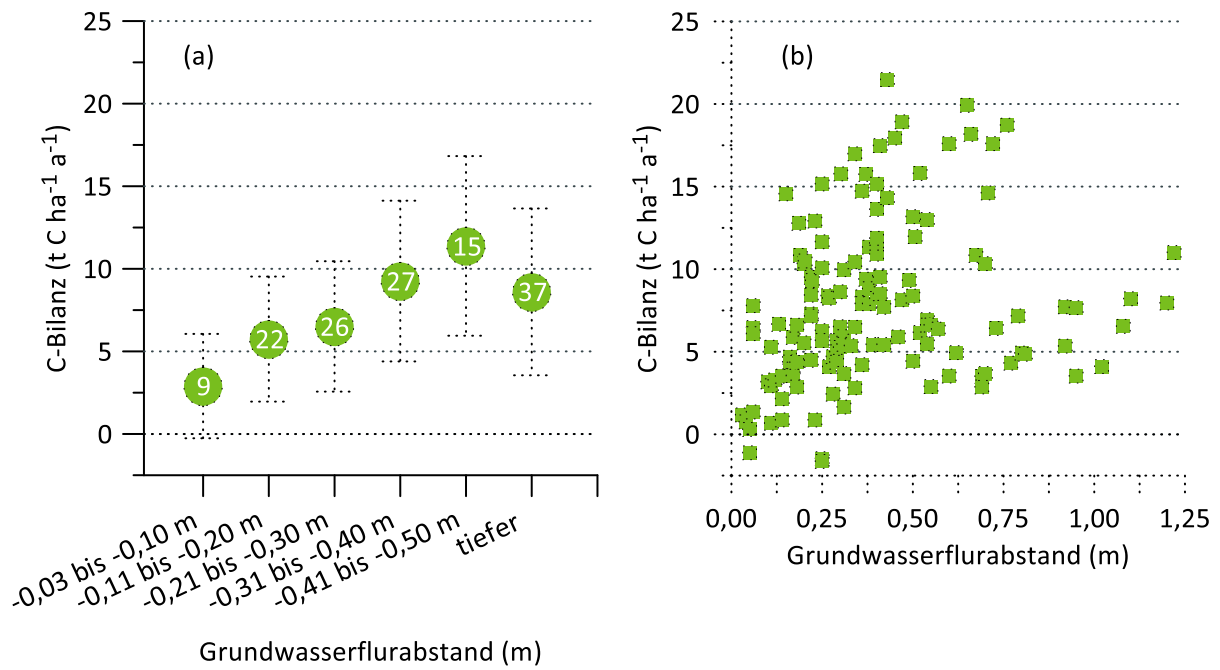 25
20
15
10
5
0
C-Bilanz (t C ha⁻¹ a⁻¹)
(a)
9
22
26
27
15
37
-0,03 bis -0,10 m
-0,11 bis -0,20 m
-0,21 bis -0,30 m
-0,31 bis -0,40 m
-0,41 bis -0,50 m
tiefer
Grundwasserflurabstand (m)
25
20
15
10
5
0
C-Bilanz (t C ha⁻¹ a⁻¹)
(b)
0,00 0,25 0,50 0,75 1,00 1,25
Grundwasserflurabstand (m)